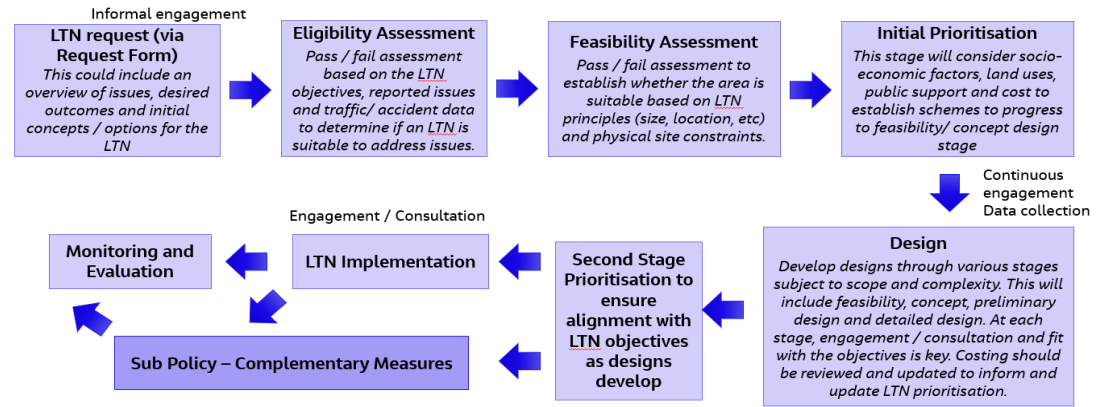 Informal engagement
LTN request (via
Request Form)
This could include an
overview of issues, desired
outcomes and initial
concepts / options for the
LTN
Eligibility Assessment
Pass / fail assessment
based on the LTN
objectives, reported issues
and traffic/ accident data
to determine if an LTN is
suitable to address issues.
Feasibility Assessment
Pass / fail assessment to
establish whether the area is
suitable based on LTN
principles (size, location, etc)
and physical site constraints.
Initial Prioritisation
This stage will consider socio-
economic factors, land uses,
public support and cost to
establish schemes to progress
to feasibility/ concept design
stage
Continuous
engagement
Data collection
Design
Develop designs through various stages
subject to scope and complexity. This will
include feasibility, concept, preliminary
design and detailed design. At each
stage, engagement / consultation and fit
with the objectives is key. Costing should
be reviewed and updated to inform and
update LTN prioritisation.
Second Stage
Prioritisation to
ensure
alignment with
LTN objectives
as designs
develop
Engagement / Consultation
LTN Implementation
Monitoring and
Evaluation
Sub Policy – Complementary Measures